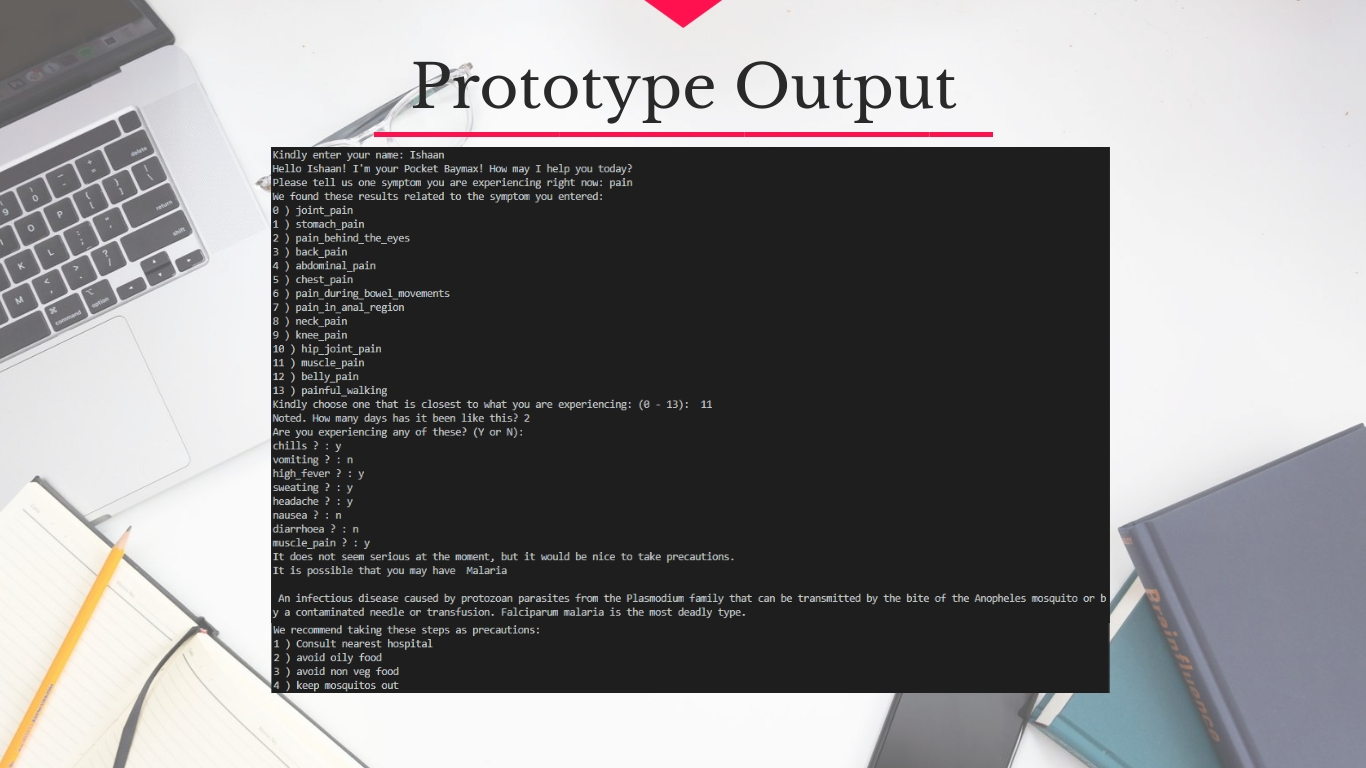 Prototype Output
Kindly enter your name: Ishaan
Hello Ishaan! I'm your Pocket Baymax! How may I help you today?
Please tell us one symptom you are experiencing right now: pain
We found these results related to the symptom you entered:
0 ) joint_pain
1 ) stomach_pain
2 ) pain_behind_the_eyes
3 ) back_pain
4 ) abdominal_pain
5 ) chest_pain
6 ) pain_during_bowel_movements
7 ) pain_in_anal_region
8 ) neck_pain
9 ) knee_pain
10 ) hip_joint_pain
11 ) muscle_pain
12 ) belly_pain
13 ) painful_walking
Kindly choose one that is closest to what you are experiencing: (0 - 13):  11
Noted. How many days has it been like this? 2
Are you experiencing any of these? (Y or N):
chills ? : y
vomiting ? : n
high_fever ? : y
sweating ? : y
headache ? : y
nausea ? : n
diarrhoea ? : n
muscle_pain ? : y
It does not seem serious at the moment, but it would be nice to take precautions.
It is possible that you may have  Malaria
An infectious disease caused by protozoan parasites from the Plasmodium family that can be transmitted by the bite of the Anopheles mosquito or b
y a contaminated needle or transfusion. Falciparum malaria is the most deadly type.
We recommend taking these steps as precautions:
1 ) Consult nearest hospital
2 ) avoid oily food
3 ) avoid non veg food
4 ) keep mosquitos out
delete
return
shift
option
command
Brainfluence